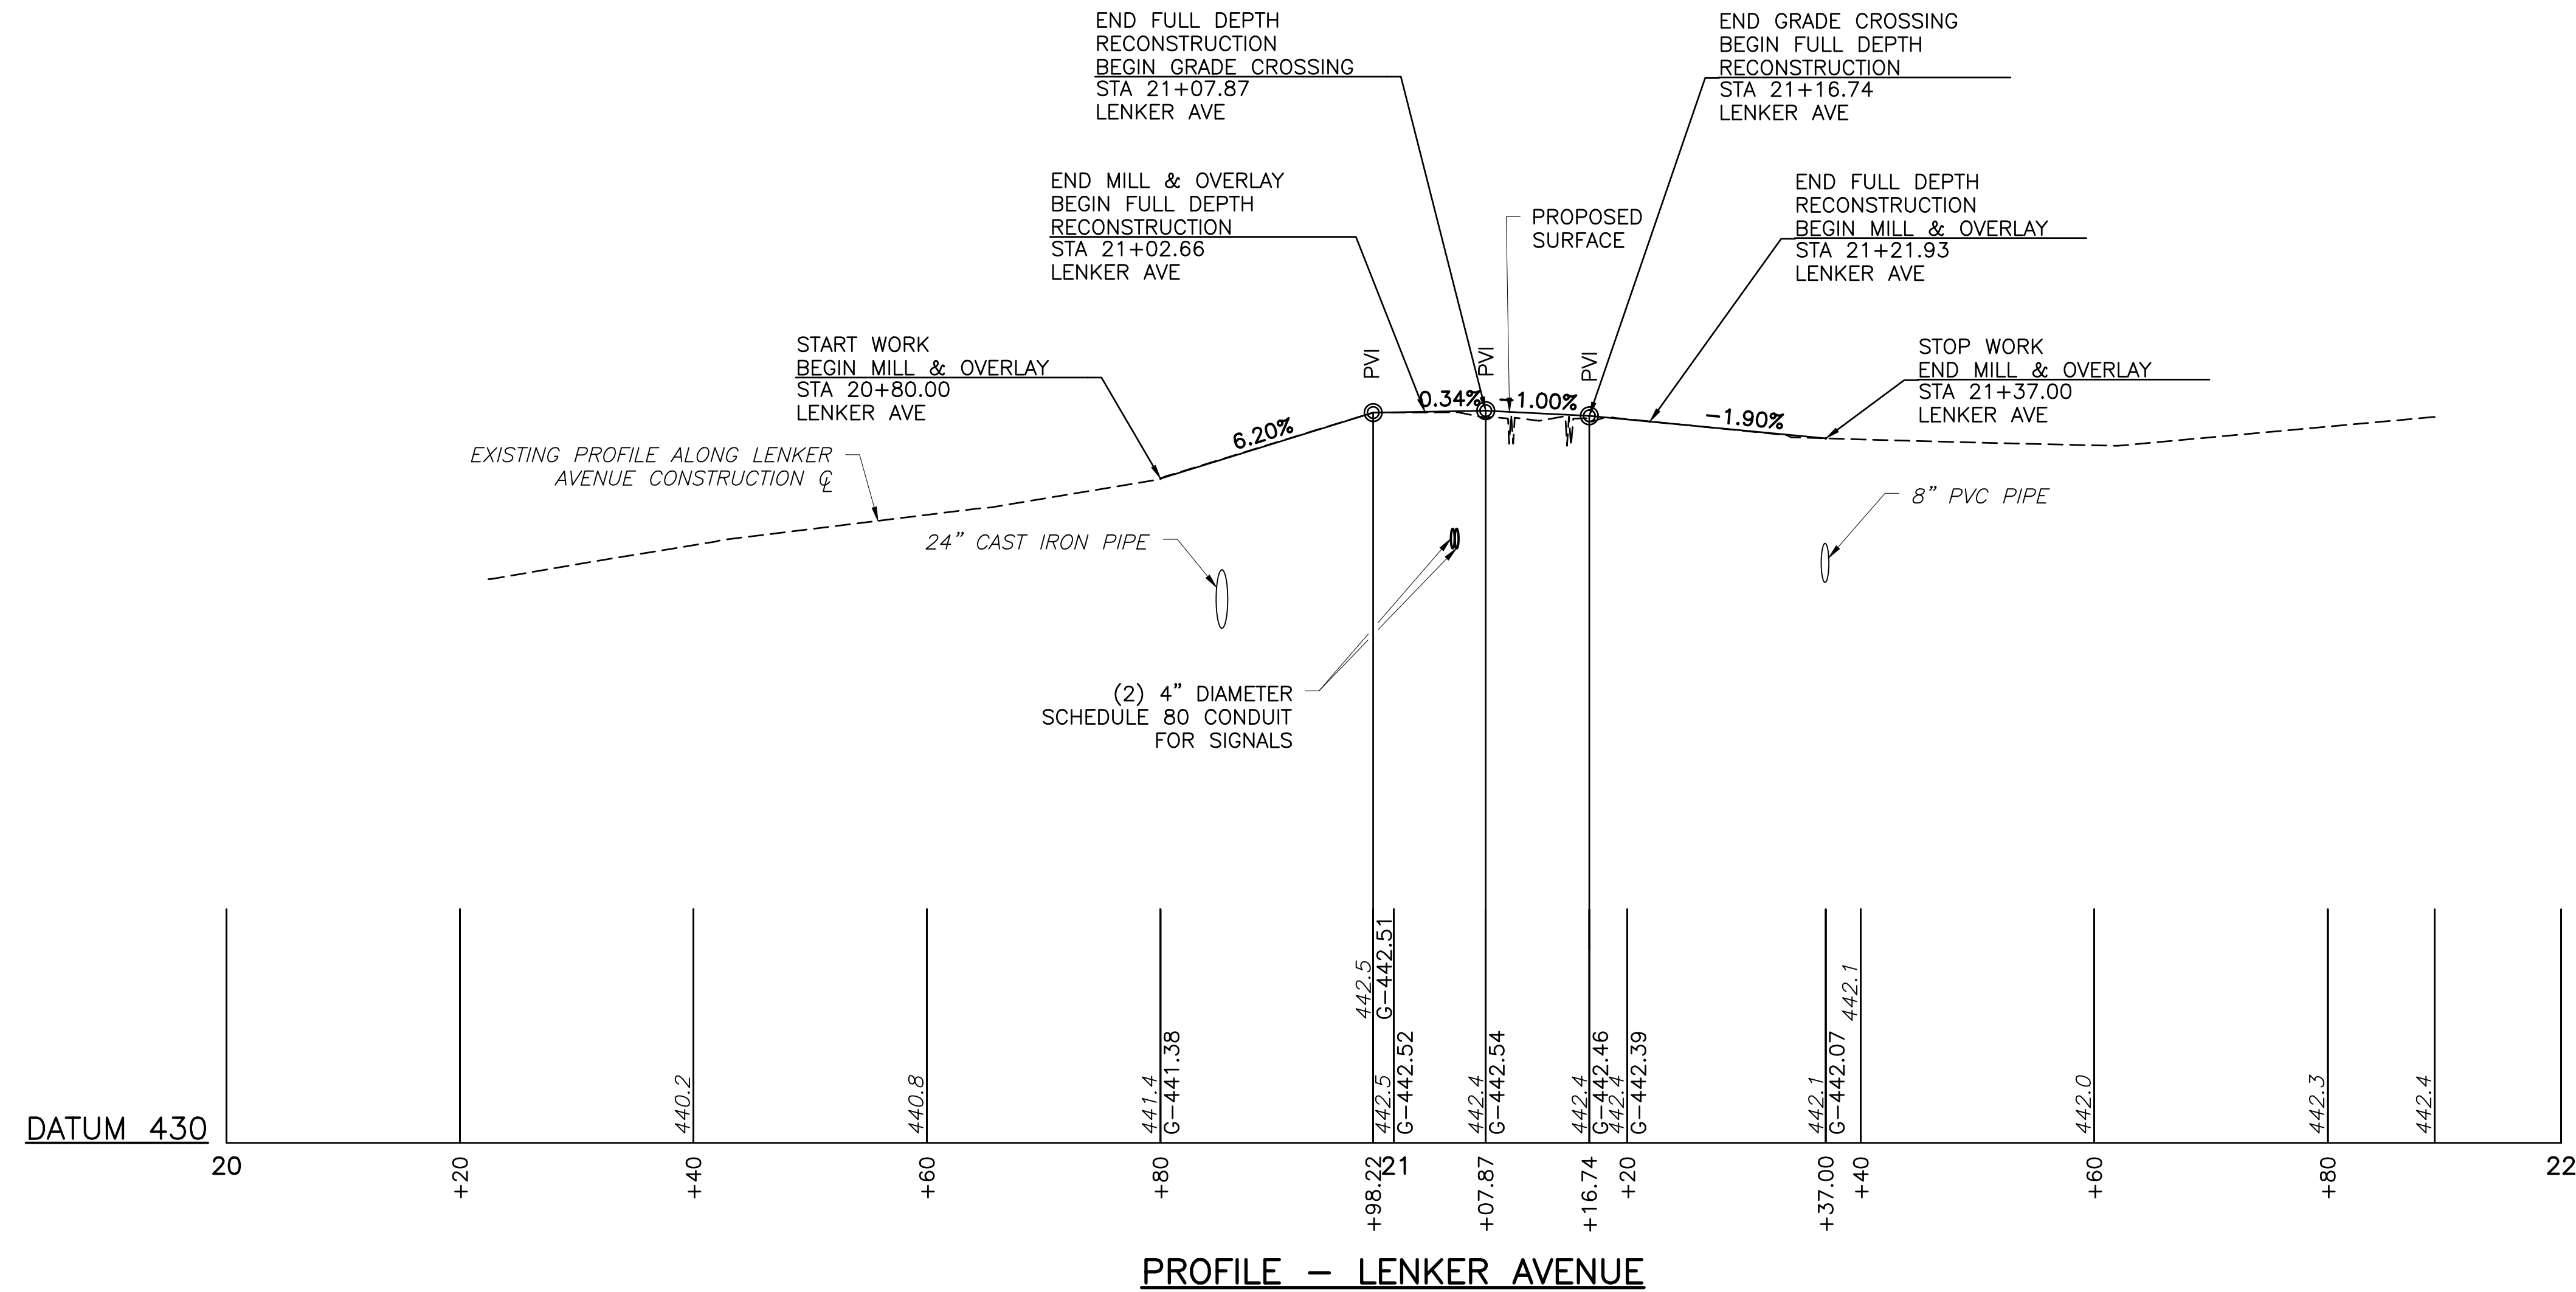 END FULL DEPTH
RECONSTRUCTION
BEGIN GRADE CROSSING
STA 21+07.87
LENKER AVE
END GRADE CROSSING
BEGIN FULL DEPTH
RECONSTRUCTION
STA 21+16.74
LENKER AVE
END MILL & OVERLAY
BEGIN FULL DEPTH
RECONSTRUCTION
STA 21+02.66
LENKER AVE
PROPOSED
SURFACE
END FULL DEPTH
RECONSTRUCTION
BEGIN MILL & OVERLAY
STA 21+21.93
LENKER AVE
START WORK
BEGIN MILL & OVERLAY
STA 20+80.00
LENKER AVE
PVI
PVI
PVI
STOP WORK
END MILL & OVERLAY
STA 21+37.00
LENKER AVE
6.20%
0.34%
-1.00%
-1.90%
EXISTING PROFILE ALONG LENKER
AVENUE CONSTRUCTION ℄
24" CAST IRON PIPE
8" PVC PIPE
(2) 4" DIAMETER
SCHEDULE 80 CONDUIT
FOR SIGNALS
440.2
440.8
441.4
G-441.38
442.5
G-442.51
442.5
G-442.52
442.4
G-442.54
442.4
G-442.46
442.4
G-442.39
442.1
G-442.07
442.1
442.0
442.3
442.4
DATUM 430
20
+20
+40
+60
+80
+98.22
21
+07.87
+16.74
+20
+37.00
+40
+60
+80
22
PROFILE - LENKER AVENUE